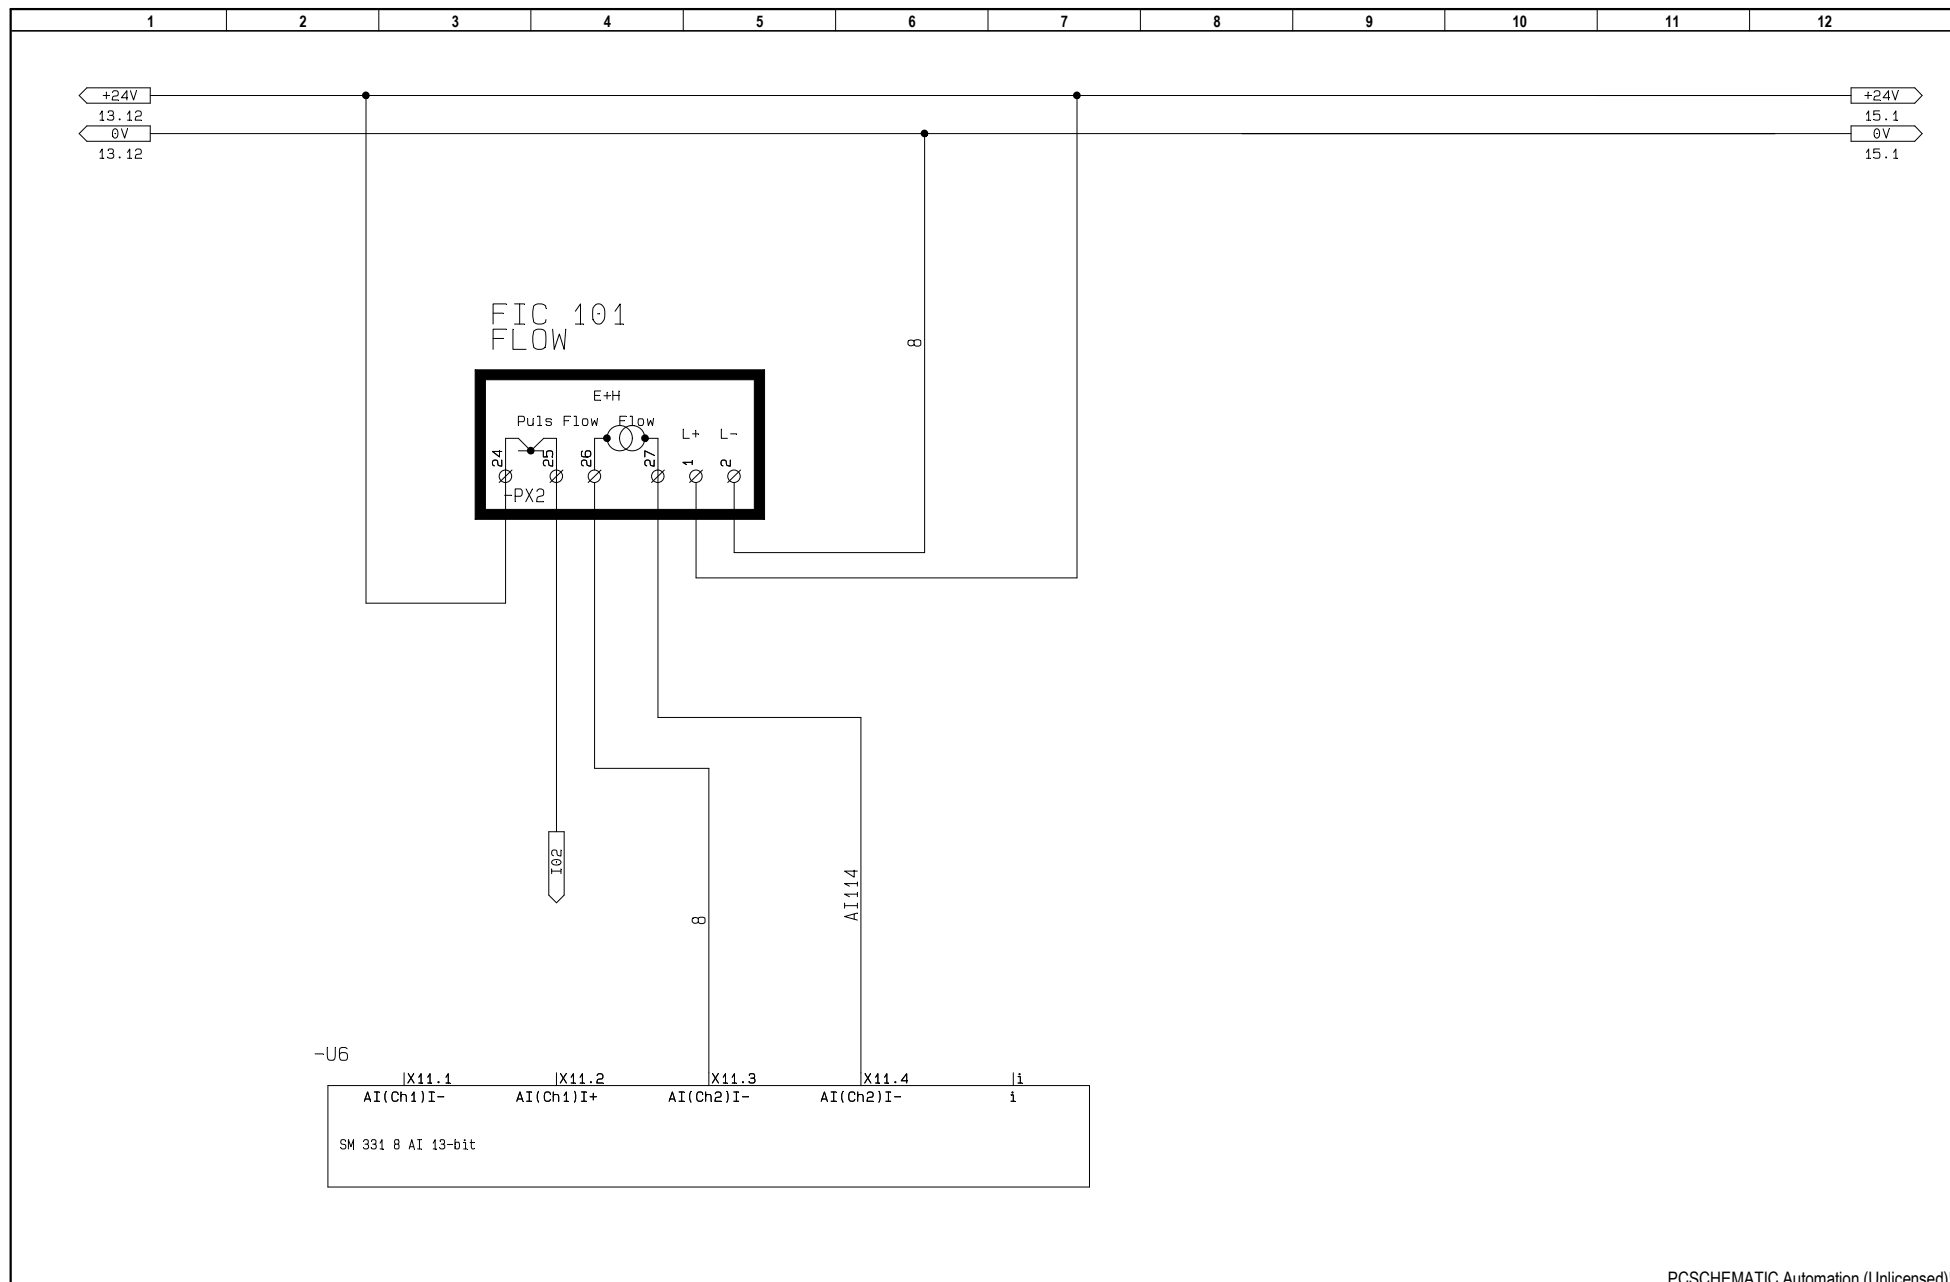 1 2 3 4 5 6 7 8 9 10 11 12
+24V +24V
13.12 15.1
0V 0V
13.12 15.1
FIC 101
FLOW
8
E+H
Puls Flow Flow
L+ L-
24 25 26 27 1 2
-PX2
I02
AI114
8
-U6
X11.1 X11.2 X11.3 X11.4 i
AI(Ch1)I- AI(Ch1)I+ AI(Ch2)I- AI(Ch2)I- i
SM 331 8 AI 13-bit
PCSCHEMATIC Automation (Unlicensed)